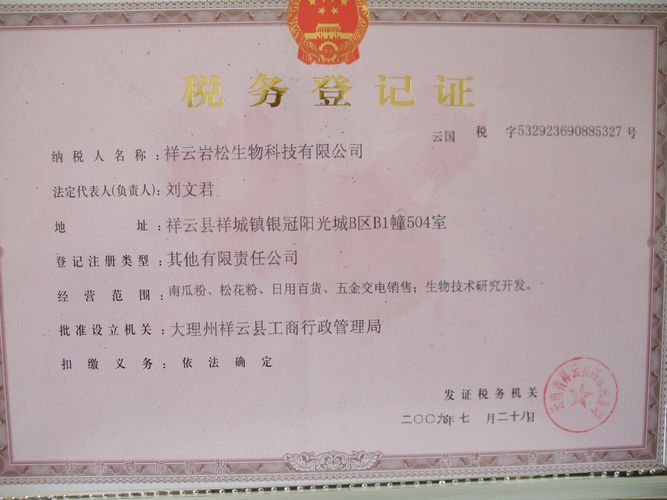 税务登记证
云国 税 字532923690885327 号
纳税人名称：祥云岩松生物科技有限公司
法定代表人(负责人)：刘文君
地 址：祥云县祥城镇银冠阳光城B区B1幢504室
登记注册类型：其他有限责任公司
经营范围：南瓜粉、松花粉、日用百货、五金交电销售；生物技术研究开发。
批准设立机关：大理州祥云县工商行政管理局
扣缴义务：依法确定
发证税务机关
二〇〇九年七 月二十八日